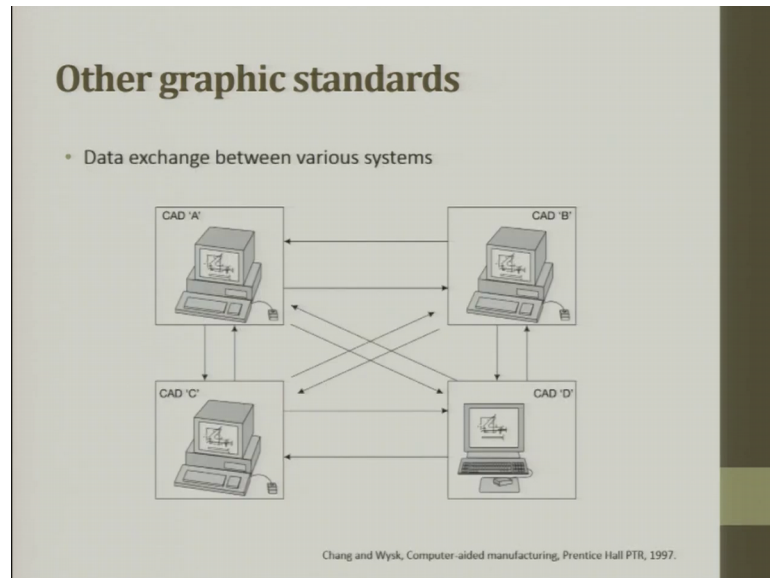 Other graphic standards
• Data exchange between various systems
CAD 'A'
CAD 'B'
CAD 'C'
CAD 'D'
Chang and Wysk, Computer-aided manufacturing, Prentice Hall PTR, 1997.